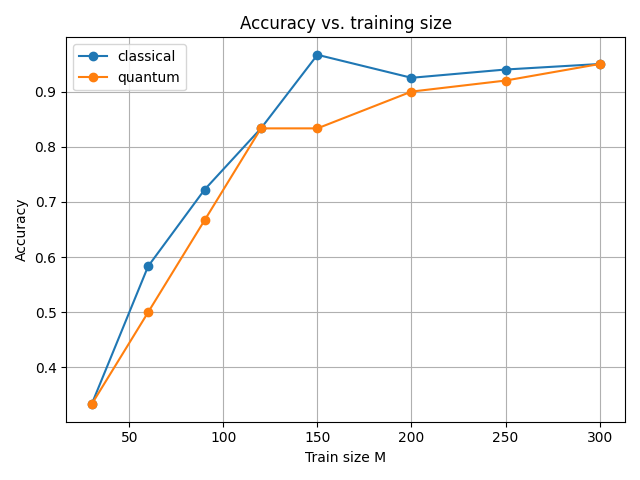 Accuracy vs. training size
classical
quantum
0.9
0.8
0.7
0.6
0.5
0.4
Accuracy
50 100 150 200 250 300
Train size M